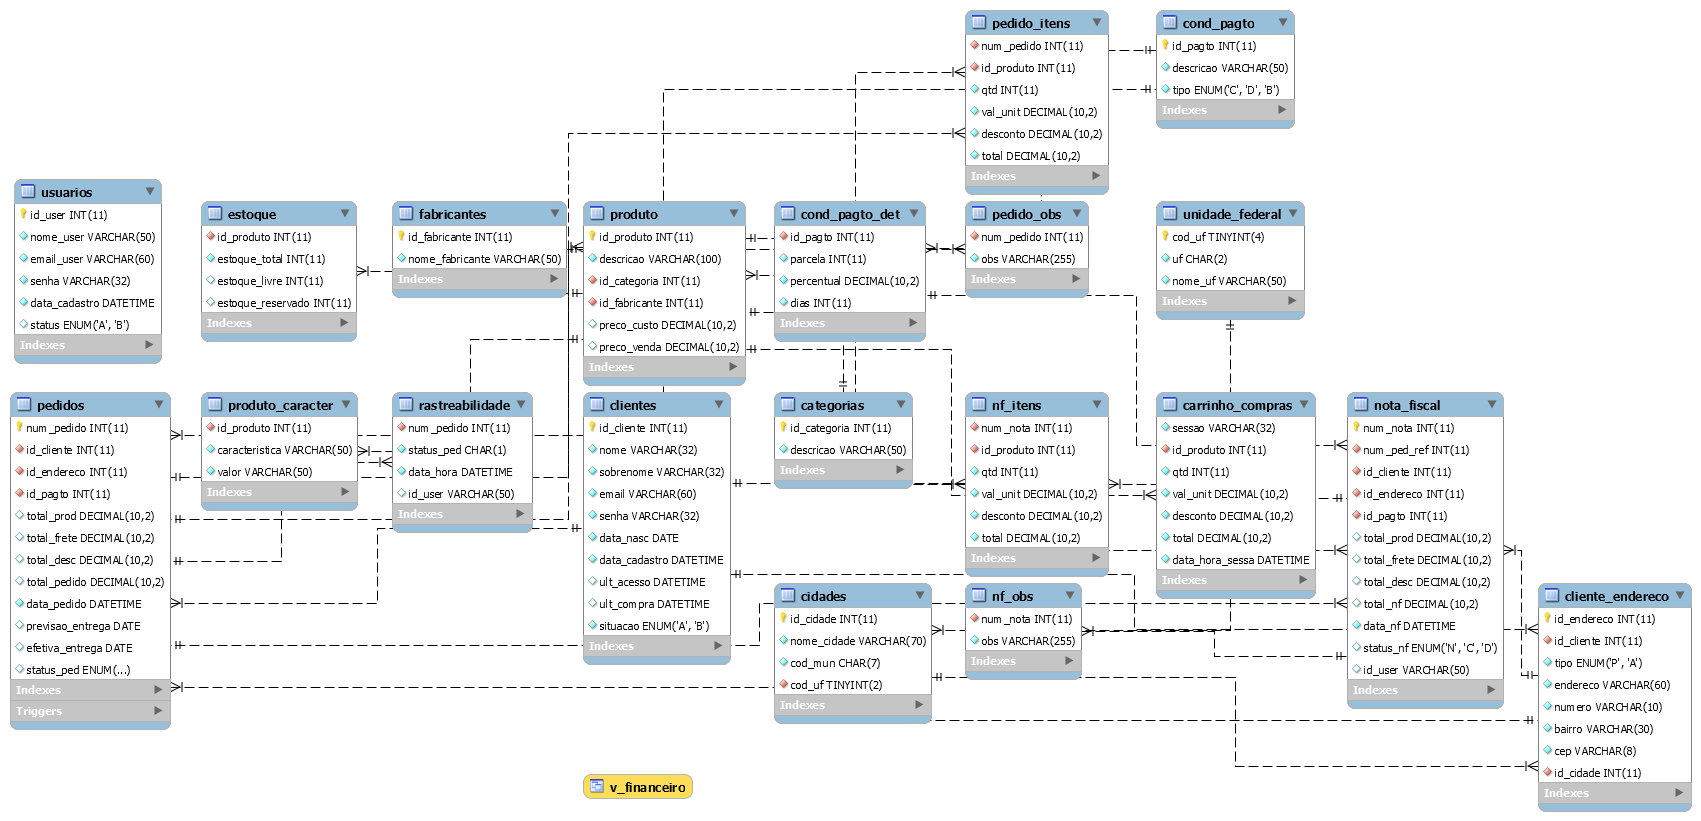 pedido_itens
num_pedido INT(11)
id_produto INT(11)
qtd INT(11)
val_unit DECIMAL(10,2)
desconto DECIMAL(10,2)
total DECIMAL(10,2)
Indexes
cond_pagto
id_pagto INT(11)
descricao VARCHAR(50)
tipo ENUM('C', 'D', 'B')
Indexes
usuarios
id_user INT(11)
nome_user VARCHAR(50)
email_user VARCHAR(60)
senha VARCHAR(32)
data_cadastro DATETIME
status ENUM('A', 'B')
Indexes
estoque
id_produto INT(11)
estoque_total INT(11)
estoque_livre INT(11)
estoque_reservado INT(11)
Indexes
fabricantes
id_fabricante INT(11)
nome_fabricante VARCHAR(50)
Indexes
produto
id_produto INT(11)
descricao VARCHAR(100)
id_categoria INT(11)
id_fabricante INT(11)
preco_custo DECIMAL(10,2)
preco_venda DECIMAL(10,2)
Indexes
cond_pagto_det
id_pagto INT(11)
parcela INT(11)
percentual DECIMAL(10,2)
dias INT(11)
Indexes
pedido_obs
num_pedido INT(11)
obs VARCHAR(255)
Indexes
unidade_federal
cod_uf TINYINT(4)
uf CHAR(2)
nome_uf VARCHAR(50)
Indexes
pedidos
num_pedido INT(11)
id_cliente INT(11)
id_endereco INT(11)
id_pagto INT(11)
total_prod DECIMAL(10,2)
total_frete DECIMAL(10,2)
total_desc DECIMAL(10,2)
total_pedido DECIMAL(10,2)
data_pedido DATETIME
previsao_entrega DATE
efetiva_entrega DATE
status_ped ENUM(...)
Indexes
Triggers
produto_caracter
id_produto INT(11)
caracteristica VARCHAR(50)
valor VARCHAR(50)
Indexes
rastreabilidade
num_pedido INT(11)
status_ped CHAR(1)
data_hora DATETIME
id_user VARCHAR(50)
Indexes
clientes
id_cliente INT(11)
nome VARCHAR(32)
sobrenome VARCHAR(32)
email VARCHAR(60)
senha VARCHAR(32)
data_nasc DATE
data_cadastro DATETIME
ult_acesso DATETIME
ult_compra DATETIME
situacao ENUM('A', 'B')
Indexes
categorias
id_categoria INT(11)
descricao VARCHAR(50)
Indexes
nf_itens
num_nota INT(11)
id_produto INT(11)
qtd INT(11)
val_unit DECIMAL(10,2)
desconto DECIMAL(10,2)
total DECIMAL(10,2)
Indexes
carrinho_compras
sessao VARCHAR(32)
id_produto INT(11)
qtd INT(11)
val_unit DECIMAL(10,2)
desconto DECIMAL(10,2)
total DECIMAL(10,2)
data_hora_sessa DATETIME
Indexes
nota_fiscal
num_nota INT(11)
num_ped_ref INT(11)
id_cliente INT(11)
id_endereco INT(11)
id_pagto INT(11)
total_prod DECIMAL(10,2)
total_frete DECIMAL(10,2)
total_desc DECIMAL(10,2)
total_nf DECIMAL(10,2)
data_nf DATETIME
status_nf ENUM('N', 'C', 'D')
id_user VARCHAR(50)
Indexes
cidades
id_cidade INT(11)
nome_cidade VARCHAR(70)
cod_mun CHAR(7)
cod_uf TINYINT(2)
Indexes
nf_obs
num_nota INT(11)
obs VARCHAR(255)
Indexes
cliente_endereco
id_endereco INT(11)
id_cliente INT(11)
tipo ENUM('P', 'A')
endereco VARCHAR(60)
numero VARCHAR(10)
bairro VARCHAR(30)
cep VARCHAR(8)
id_cidade INT(11)
Indexes
v_financeiro